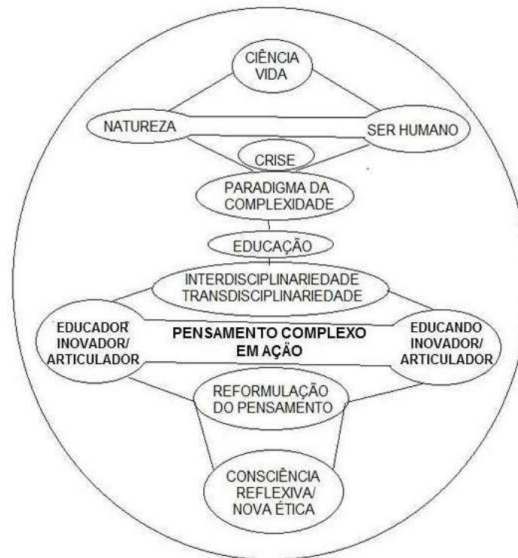 CIÊNCIA
VIDA
NATUREZA
SER HUMANO
CRISE
PARADIGMA DA
COMPLEXIDADE
EDUCAÇÃO
INTERDISCIPLINARIEDADE
TRANSDISCIPLINARIEDADE
EDUCADOR
INOVADOR/
ARTICULADOR
PENSAMENTO COMPLEXO
EM AÇÃO
EDUCANDO
INOVADOR/
ARTICULADOR
REFORMULAÇÃO
DO PENSAMENTO
CONSCIÊNCIA
REFLEXIVA/
NOVA ÉTICA